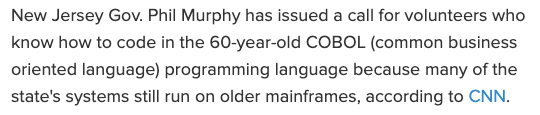 New Jersey Gov. Phil Murphy has issued a call for volunteers who
know how to code in the 60-year-old COBOL (common business
oriented language) programming language because many of the
state's systems still run on older mainframes, according to CNN.